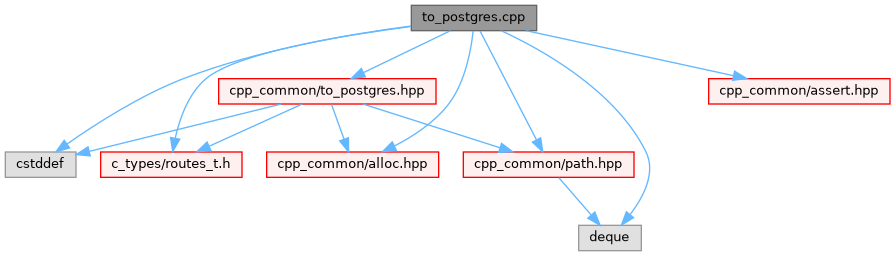 to_postgres.cpp
cpp_common/to_postgres.hpp
cpp_common/assert.hpp
cstddef
c_types/routes_t.h
cpp_common/alloc.hpp
cpp_common/path.hpp
deque